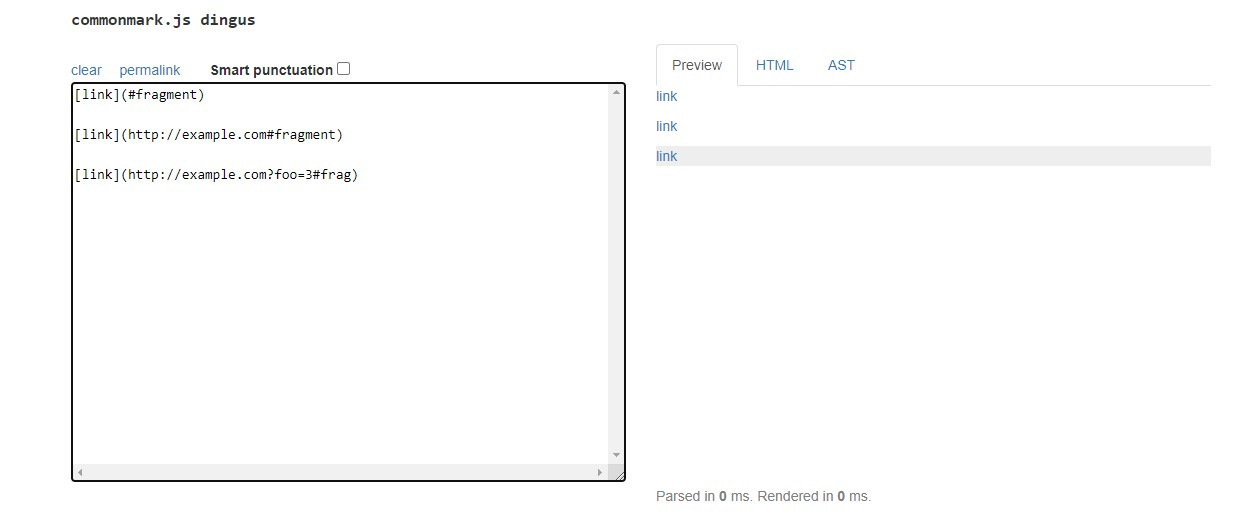 commonmark.js dingus
clear permalink Smart punctuation
[link](#fragment)
[link](http://example.com#fragment)
[link](http://example.com?foo=3#frag)
Preview HTML AST
link
link
link
Parsed in 0 ms. Rendered in 0 ms.